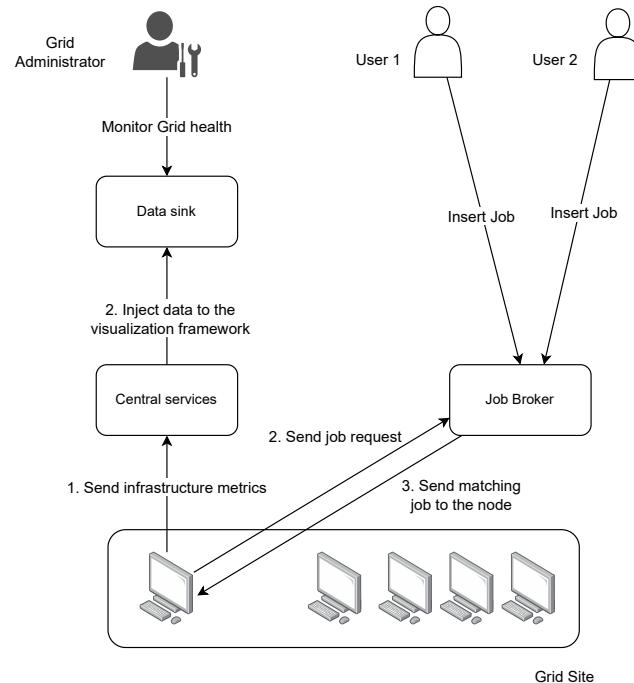 Grid
Administrator
User 1
User 2
Monitor Grid health
Data sink
Insert Job
Insert Job
2. Inject data to the
visualization framework
Central services
Job Broker
2. Send job request
1. Send infrastructure metrics
3. Send matching
job to the node
Grid Site